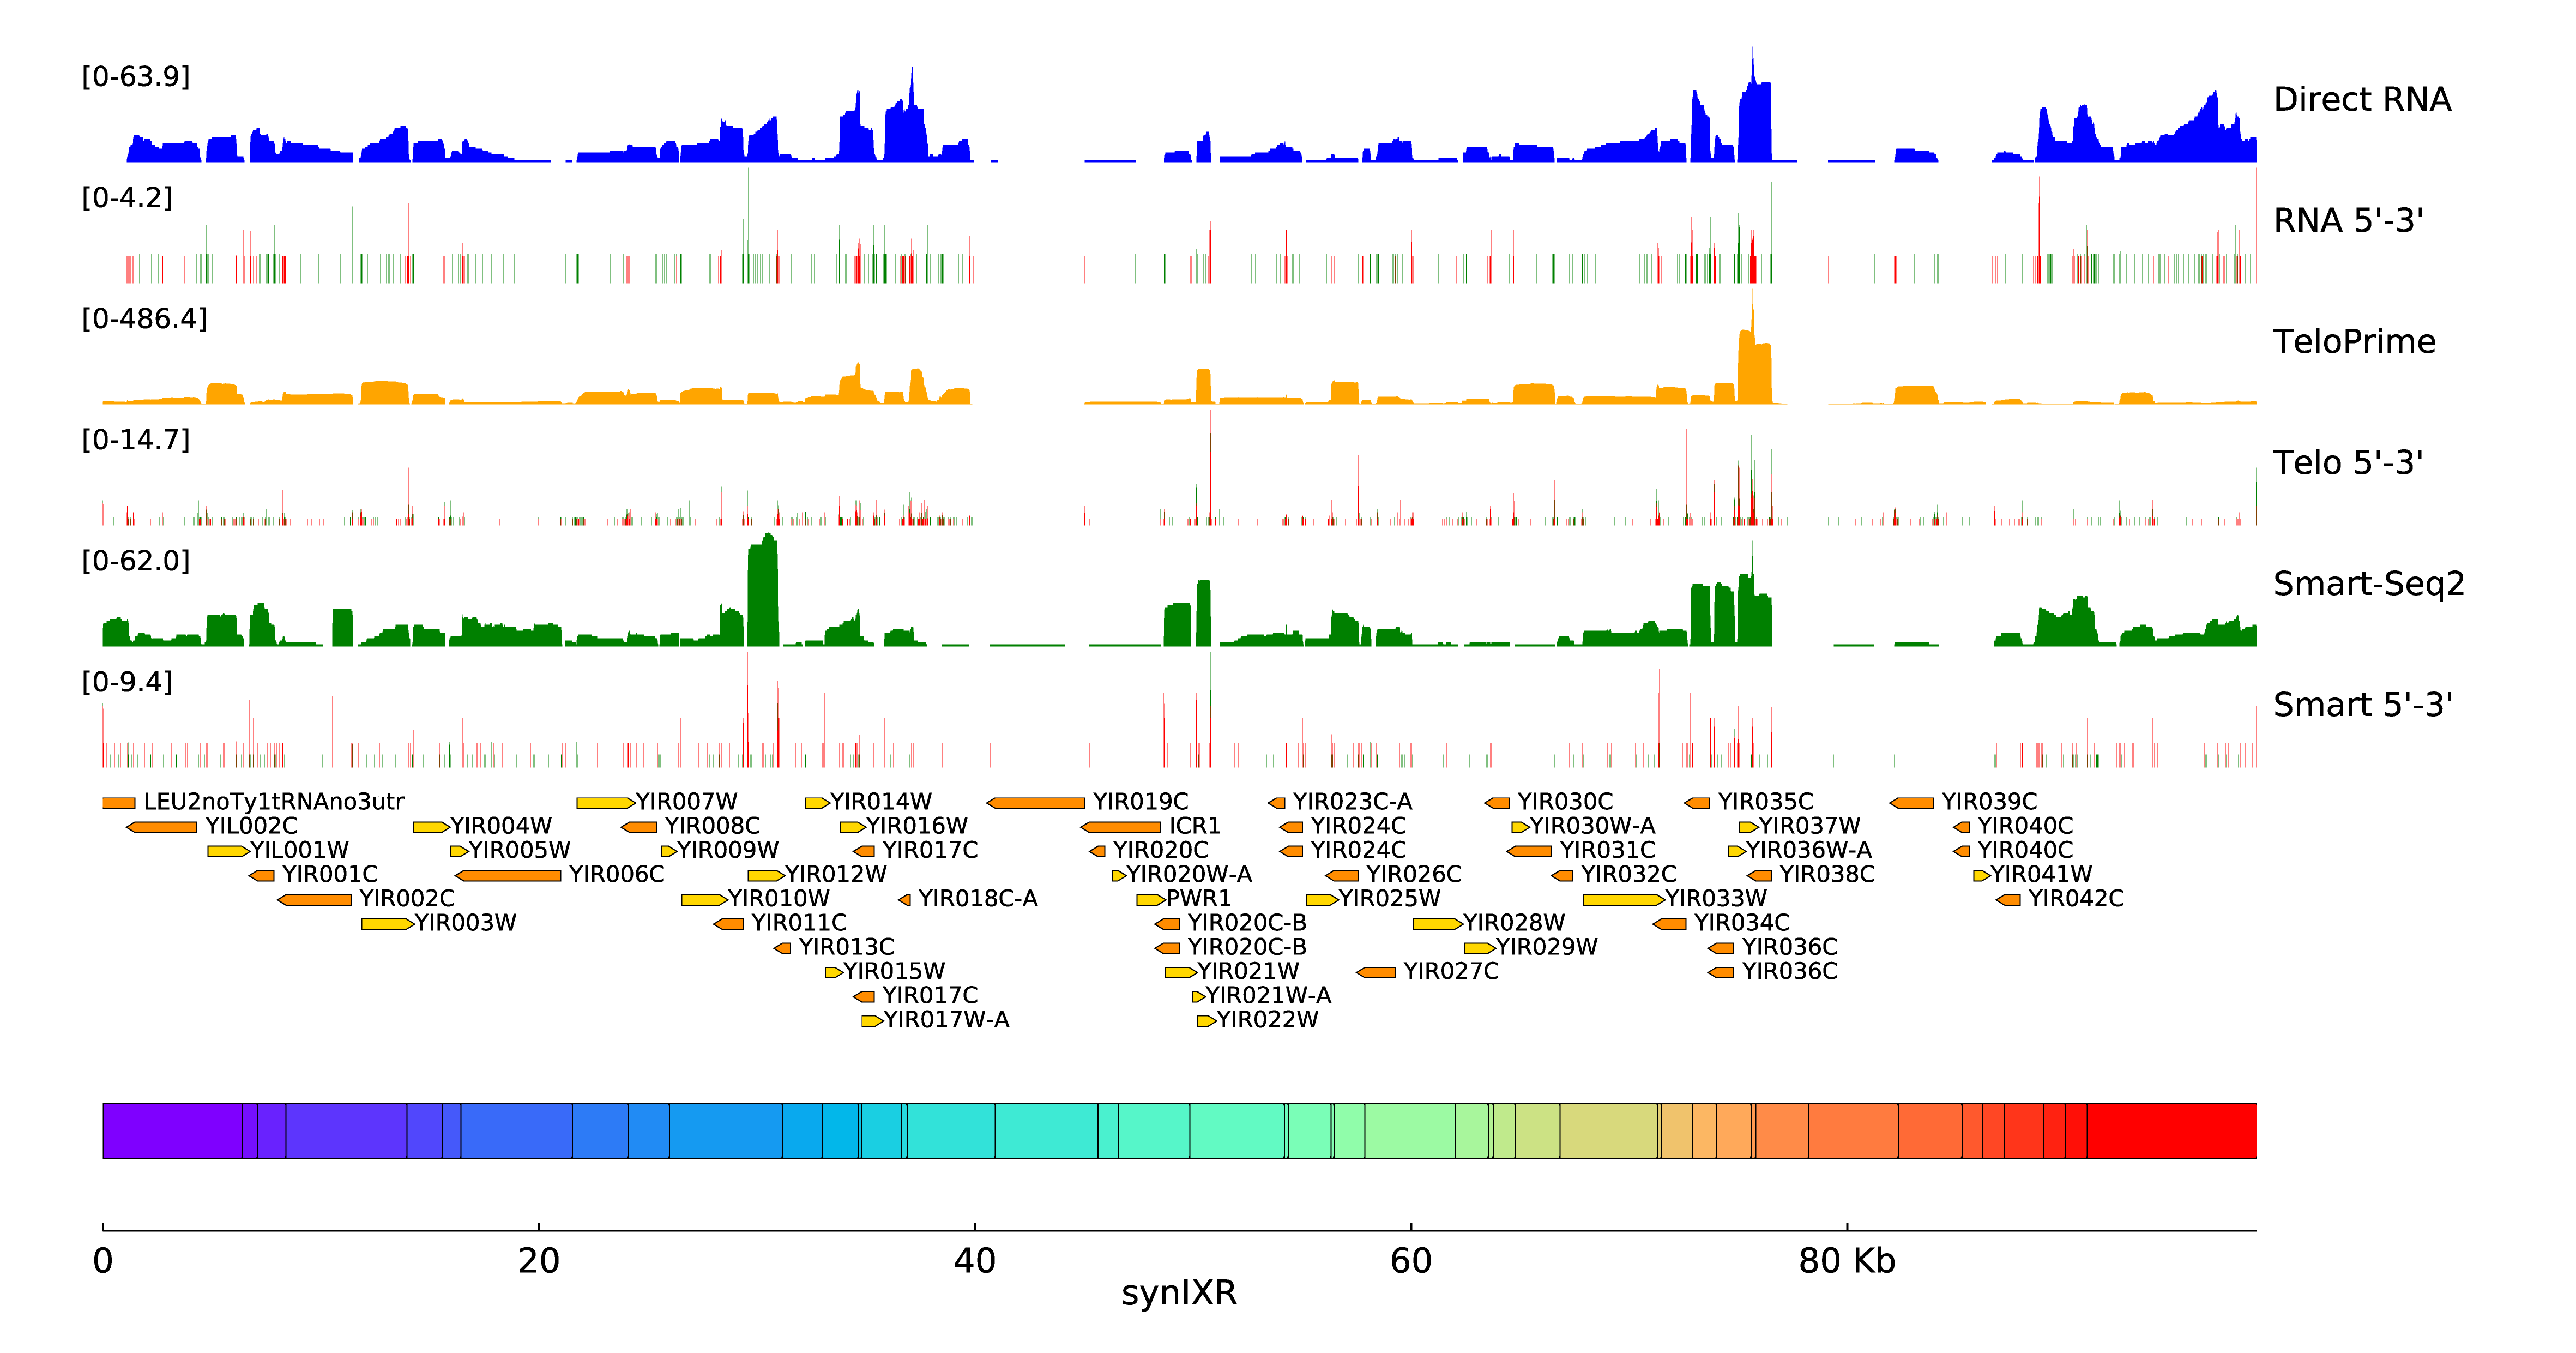 [0-63.9]
Direct RNA
[0-4.2]
RNA 5'-3'
[0-486.4]
TeloPrime
[0-14.7]
Telo 5'-3'
[0-62.0]
Smart-Seq2
[0-9.4]
Smart 5'-3'
LEU2noTy1tRNAno3utr YIR007W YIR014W YIR019C YIR023C-A YIR030C YIR035C YIR039C
YIL002C YIR004W YIR008C YIR016W ICR1 YIR024C YIR030W-A YIR037W YIR040C
YIL001W YIR005W YIR009W YIR017C YIR020C YIR024C YIR031C YIR036W-A YIR040C
YIR001C YIR006C YIR012W YIR020W-A YIR026C YIR032C YIR038C YIR041W
YIR002C YIR010W YIR018C-A PWR1 YIR025W YIR033W YIR042C
YIR003W YIR011C YIR020C-B YIR028W YIR034C
YIR013C YIR020C-B YIR029W YIR036C
YIR015W YIR021W YIR027C YIR036C
YIR017C YIR021W-A
YIR017W-A YIR022W
0 20 40 60 80 Kb
synIXR